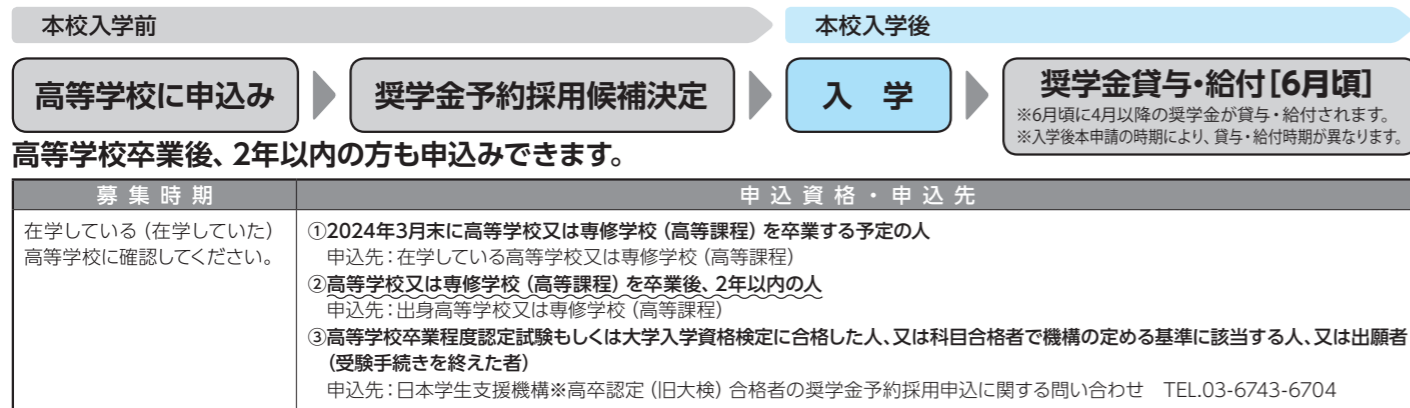 本校入学前
本校入学後
高等学校に申込み
奨学金予約採用候補決定
入 学
奨学金貸与・給付[6月頃]
※6月頃に4月以降の奨学金が貸与・給付されます。
※入学後本申請の時期により、貸与・給付時期が異なります。
高等学校卒業後、2年以内の方も申込みできます。
募集時期
申込資格・申込先
在学している（在学していた）
高等学校に確認してください。
①2024年3月末に高等学校又は専修学校（高等課程）を卒業する予定の人
申込先：在学している高等学校又は専修学校（高等課程）
②高等学校又は専修学校（高等課程）を卒業後、2年以内の人
申込先：出身高等学校又は専修学校（高等課程）
③高等学校卒業程度認定試験もしくは大学入学資格検定に合格した人、又は科目合格者で機構の定める基準に該当する人、又は出願者
（受験手続きを終えた者）
申込先：日本学生支援機構※高卒認定（旧大検）合格者の奨学金予約採用申込に関する問い合わせ TEL.03-6743-6704